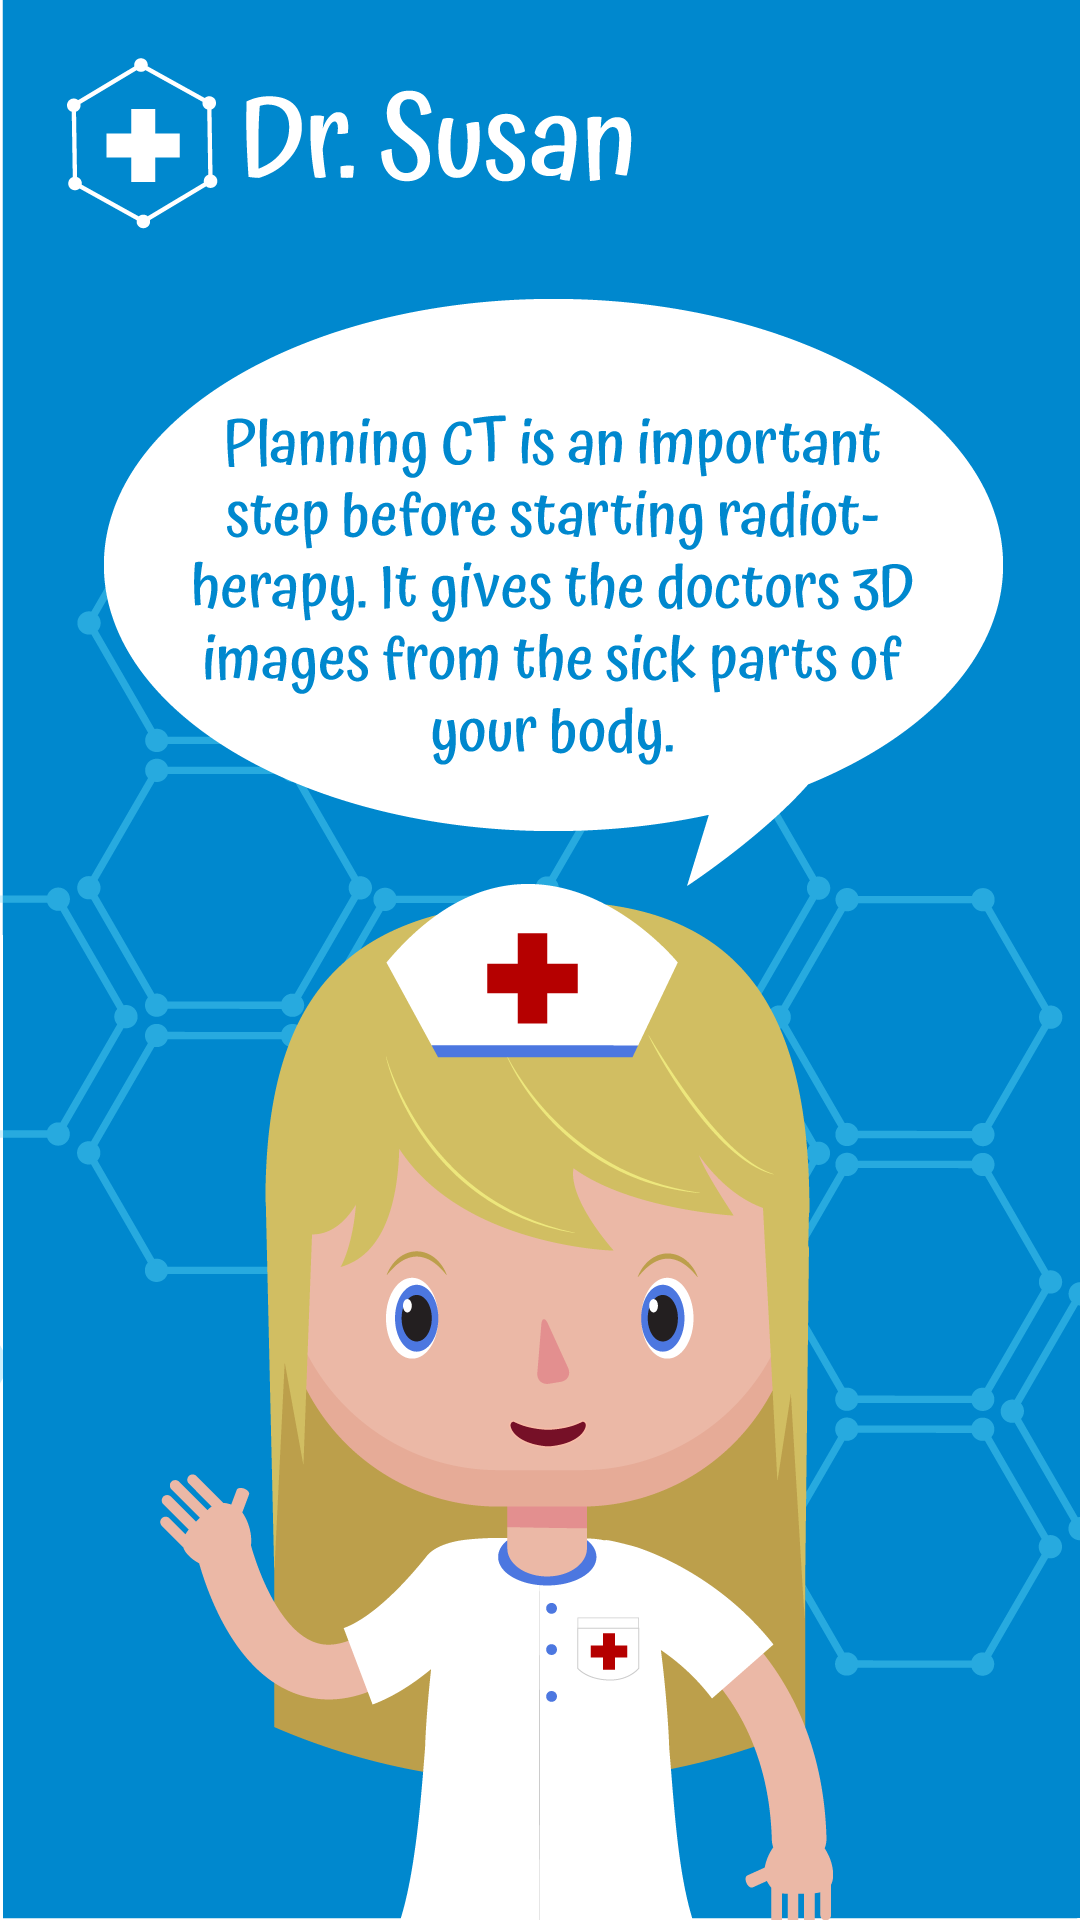 Dr. Susan
Planning CT is an important
step before starting radiot-
herapy. It gives the doctors 3D
images from the sick parts of
your body.